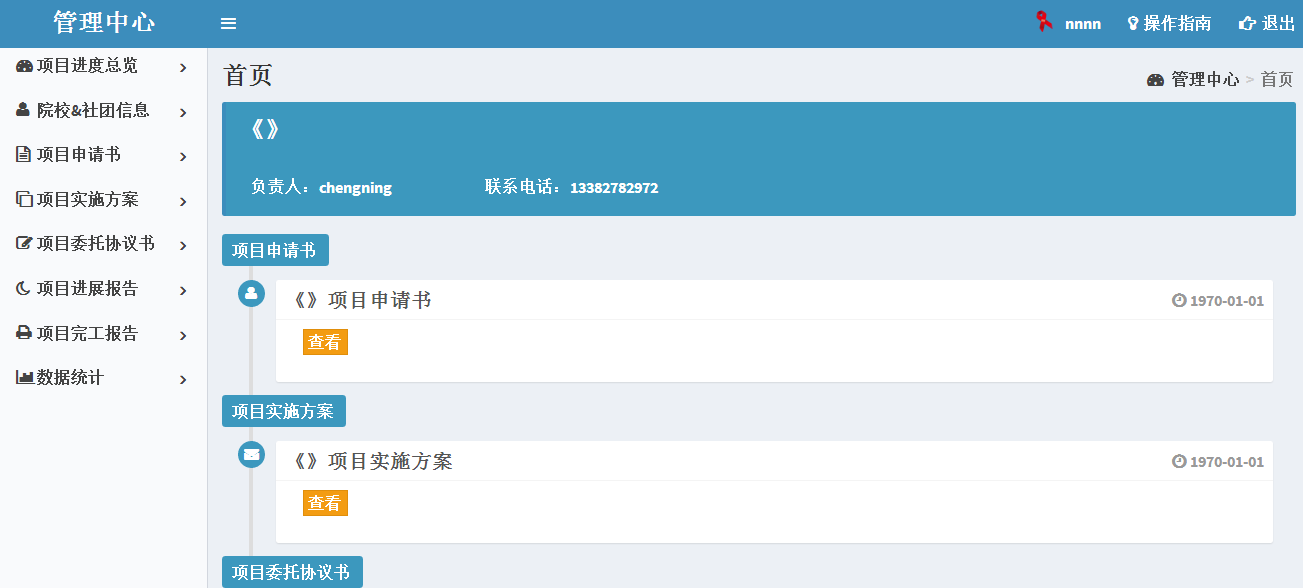 管理中心
nnnn
操作指南
退出
项目进度总览
院校&社团信息
项目申请书
项目实施方案
项目委托协议书
项目进展报告
项目完工报告
数据统计
首页
管理中心 > 首页
《》
负责人：chengning 联系电话：13382782972
项目申请书
《》项目申请书
1970-01-01
查看
项目实施方案
《》项目实施方案
1970-01-01
查看
项目委托协议书